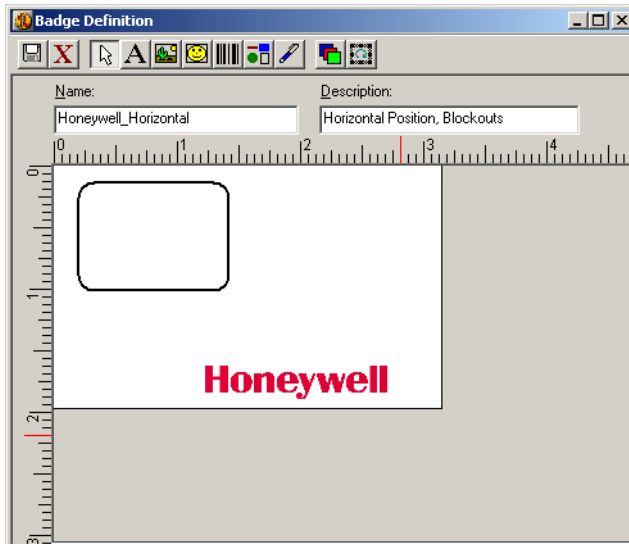 Badge Definition
X A
Name: Description:
Honeywell_Horizontal Horizontal Position, Blockouts
0 1 2 3 4
0
1
Honeywell
2
3